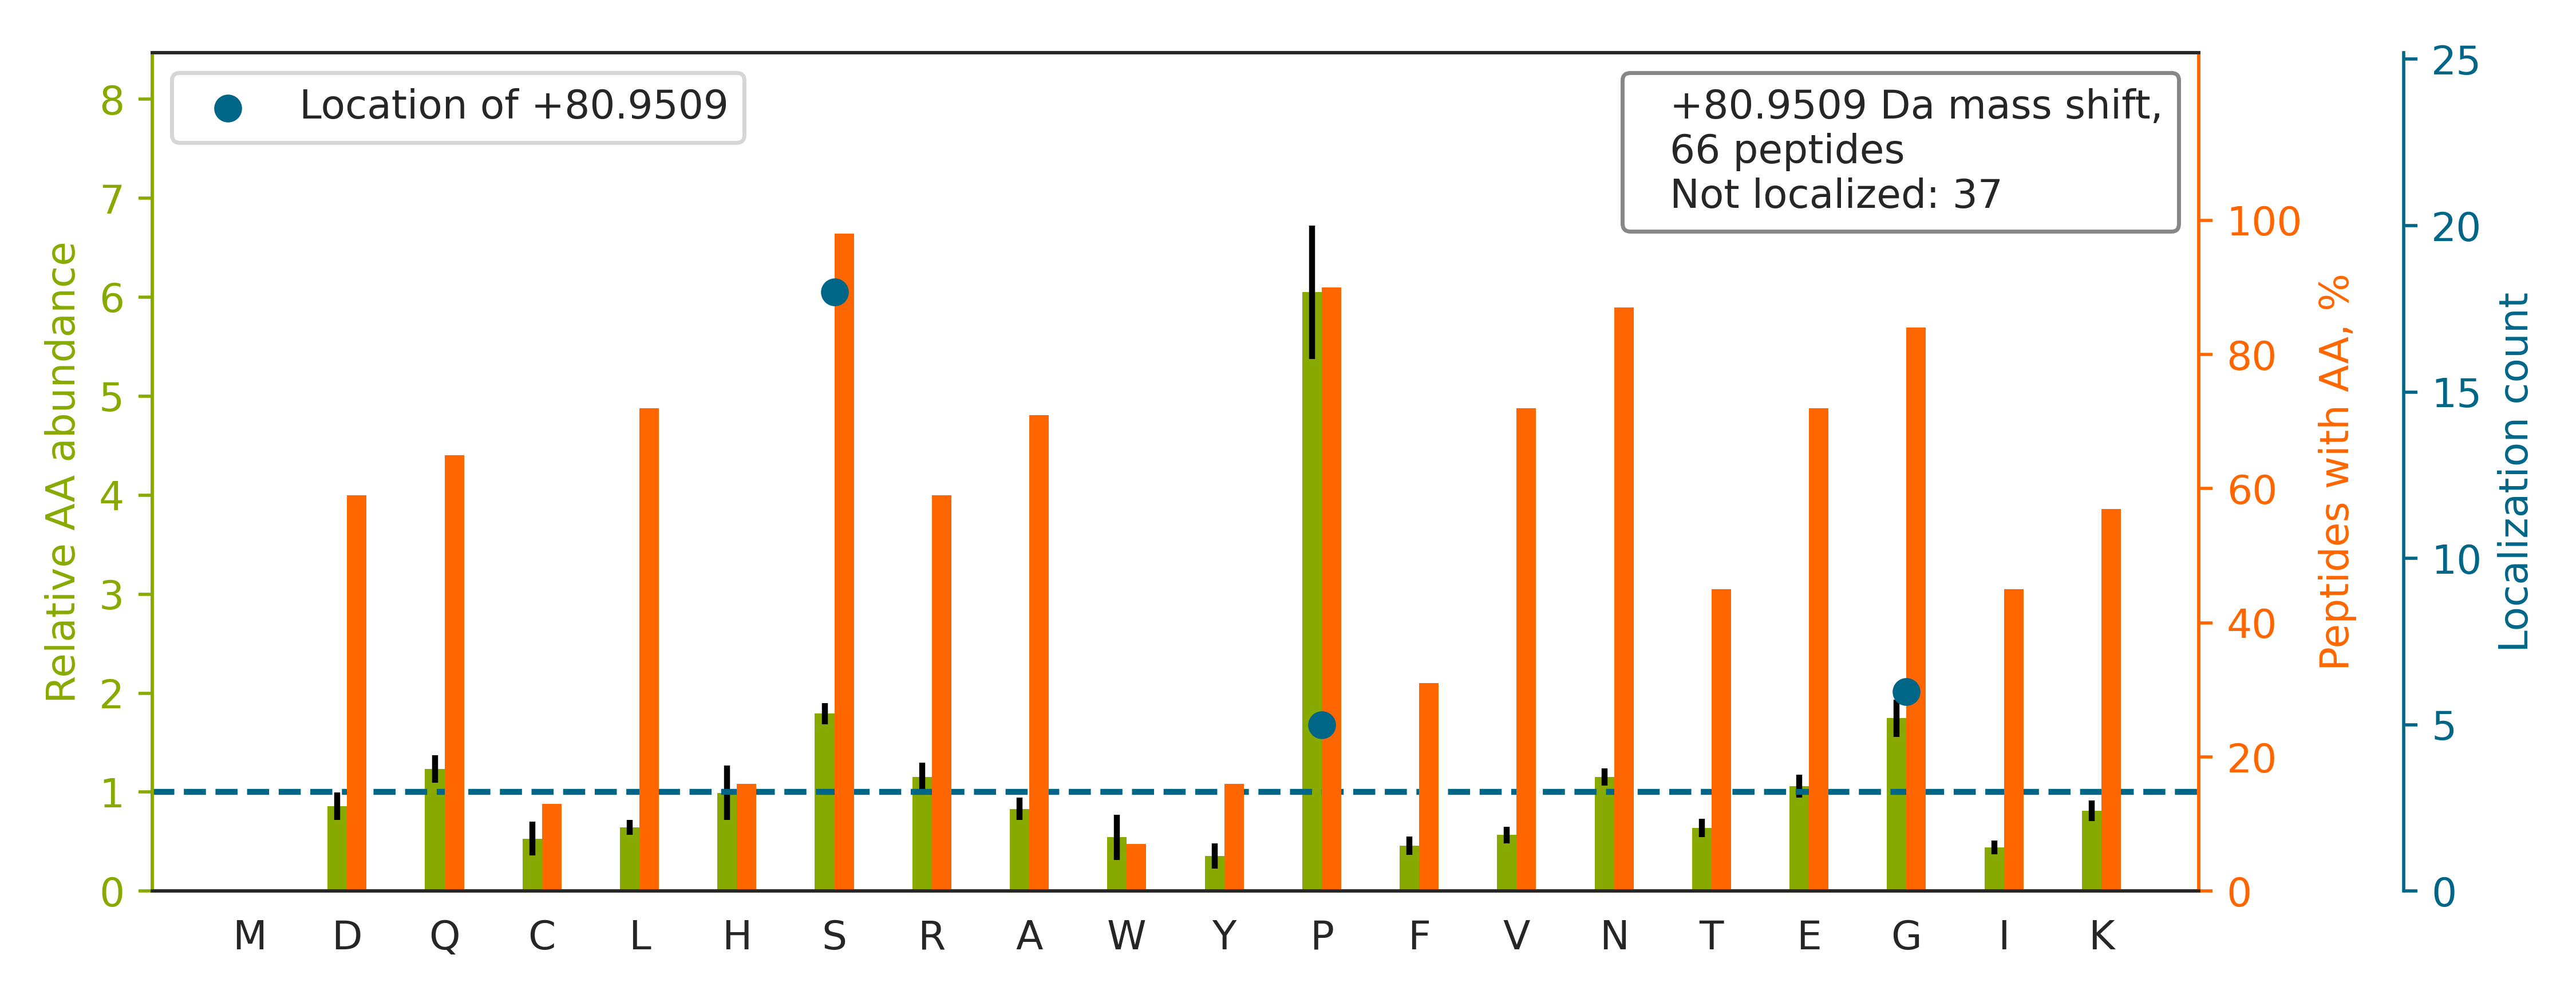 Location of +80.9509
+80.9509 Da mass shift,
66 peptides
Not localized: 37
Relative AA abundance
8
7
6
5
4
3
2
1
0
M D Q C L H S R A W Y P F V N T E G I K
100
80
60
40
20
0
Peptides with AA, %
25
20
15
10
5
0
Localization count